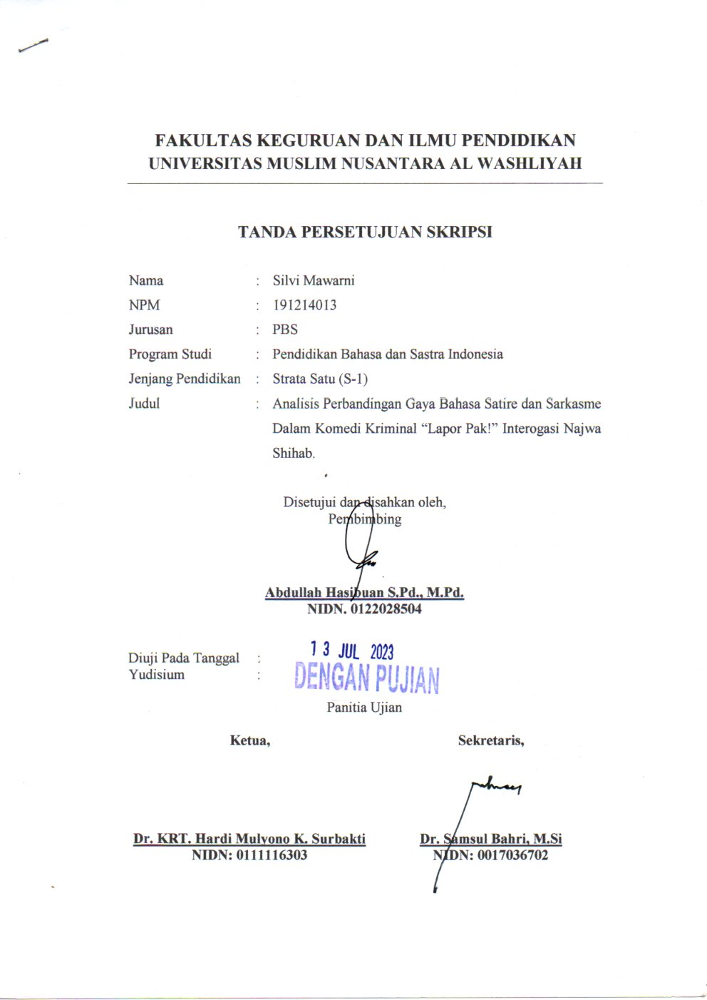 FAKULTAS KEGURUAN DAN ILMU PENDIDIKAN
UNIVERSITAS MUSLIM NUSANTARA AL WASHLIYAH
TANDA PERSETUJUAN SKRIPSI
Nama : Silvi Mawarni
NPM : 191214013
Jurusan : PBS
Program Studi : Pendidikan Bahasa dan Sastra Indonesia
Jenjang Pendidikan : Strata Satu (S-1)
Judul : Analisis Perbandingan Gaya Bahasa Satire dan Sarkasme
Dalam Komedi Kriminal “Lapor Pak!” Interogasi Najwa
Shihab.
Disetujui dan disahkan oleh,
Pembimbing
Abdullah Hasibuan S.Pd., M.Pd.
NIDN. 0122028504
Diuji Pada Tanggal : 13 JUL 2023
Yudisium : DENGAN PUJIAN
Panitia Ujian
Ketua, Sekretaris,
Dr. KRT. Hardi Mulyono K. Surbakti Dr. Samsul Bahri, M.Si
NIDN: 0111116303 NIDN: 0017036702